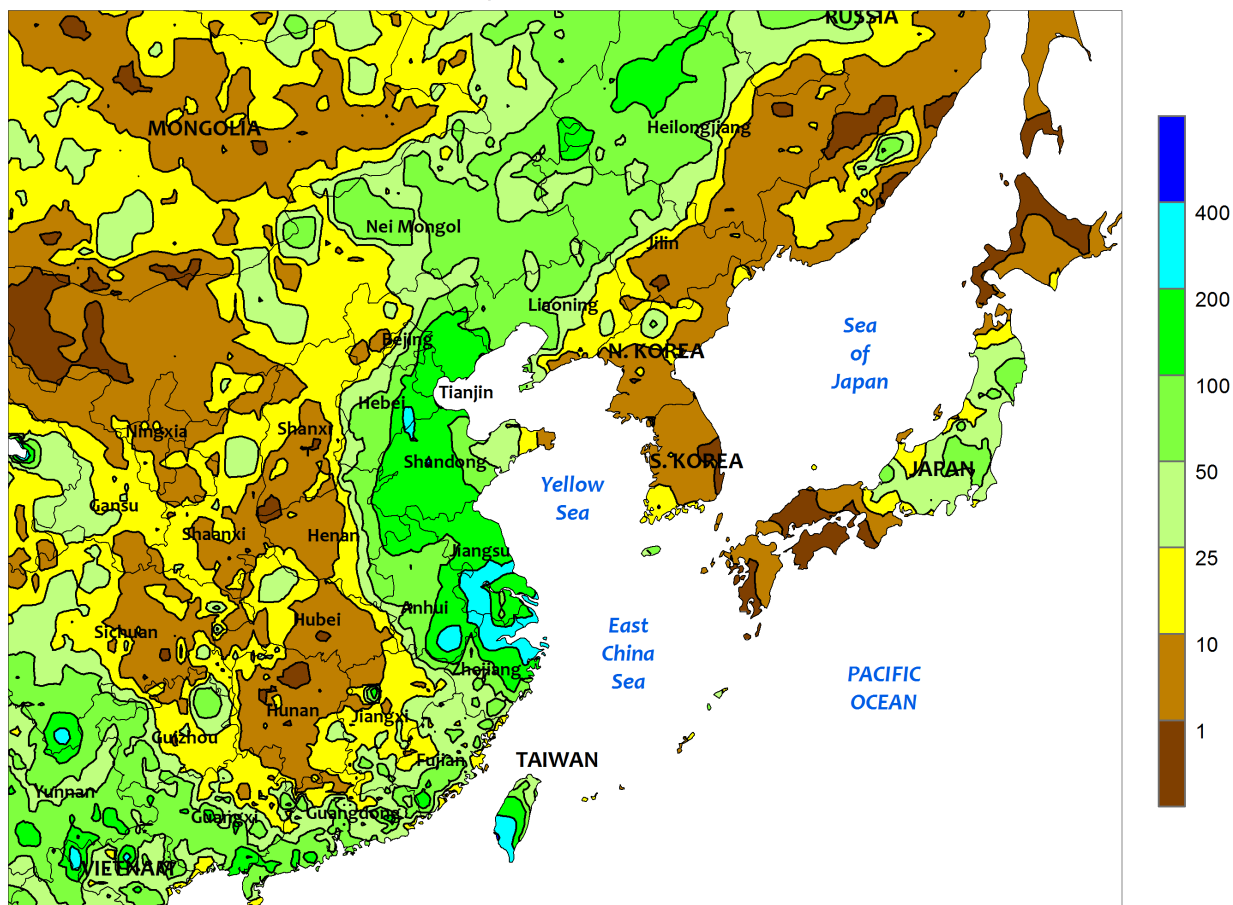 RUSSIA
MONGOLIA
Heilongjiang
Nei Mongol
Jilin
Liaoning
Beijing
N. KOREA
Sea
of
Japan
Tianjin
Hebei
Ningxia
Shanxi
Shandong
S. KOREA
JAPAN
Yellow
Sea
Gansu
Shaanxi
Henan
Jiangsu
Anhui
Hubei
Sichuan
East
China
Sea
Zhejiang
PACIFIC
OCEAN
Hunan
Jiangxi
Guizhou
Fujian
TAIWAN
Yunnan
Guangxi
Guangdong
VIETNAM
400
200
100
50
25
10
1